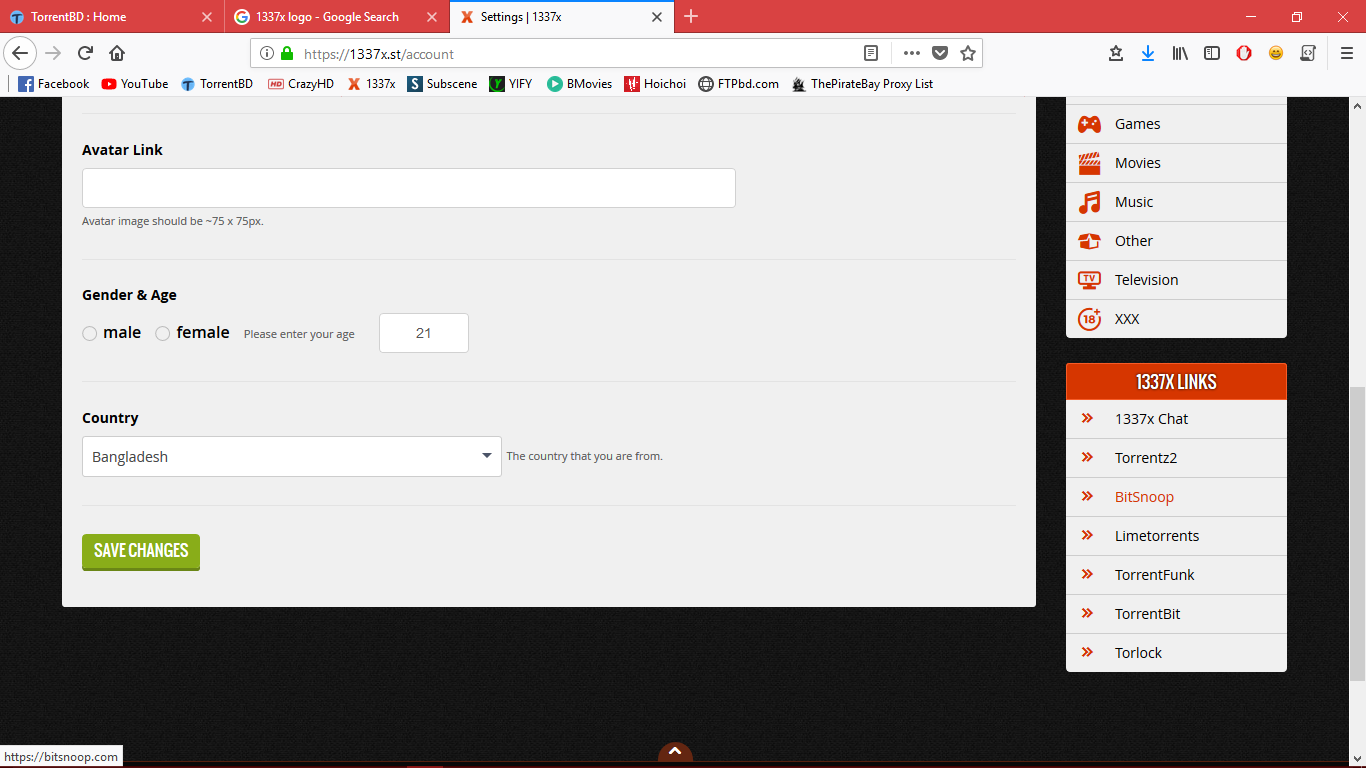 TorrentBD : Home
1337x logo - Google Search
Settings | 1337x
https://1337x.st/account
Facebook
YouTube
TorrentBD
HD
CrazyHD
1337x
S
Subscene
Y
YIFY
BMovies
Hoichoi
FTPbd.com
ThePirateBay Proxy List
Avatar Link
Avatar image should be ~75 x 75px.
Gender & Age
male
female
Please enter your age
21
Country
Bangladesh
The country that you are from.
SAVE CHANGES
Games
Movies
Music
Other
TV
Television
18+
XXX
1337X LINKS
1337x Chat
Torrentz2
BitSnoop
Limetorrents
TorrentFunk
TorrentBit
Torlock
https://bitsnoop.com